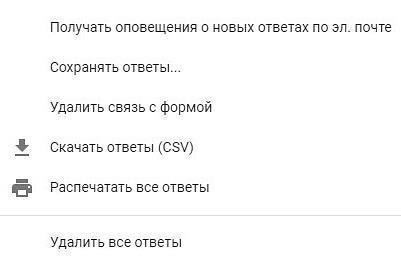 Получать оповещения о новых ответах по эл. почте
Сохранять ответы...
Удалить связь с формой
Скачать ответы (CSV)
Распечатать все ответы
Удалить все ответы